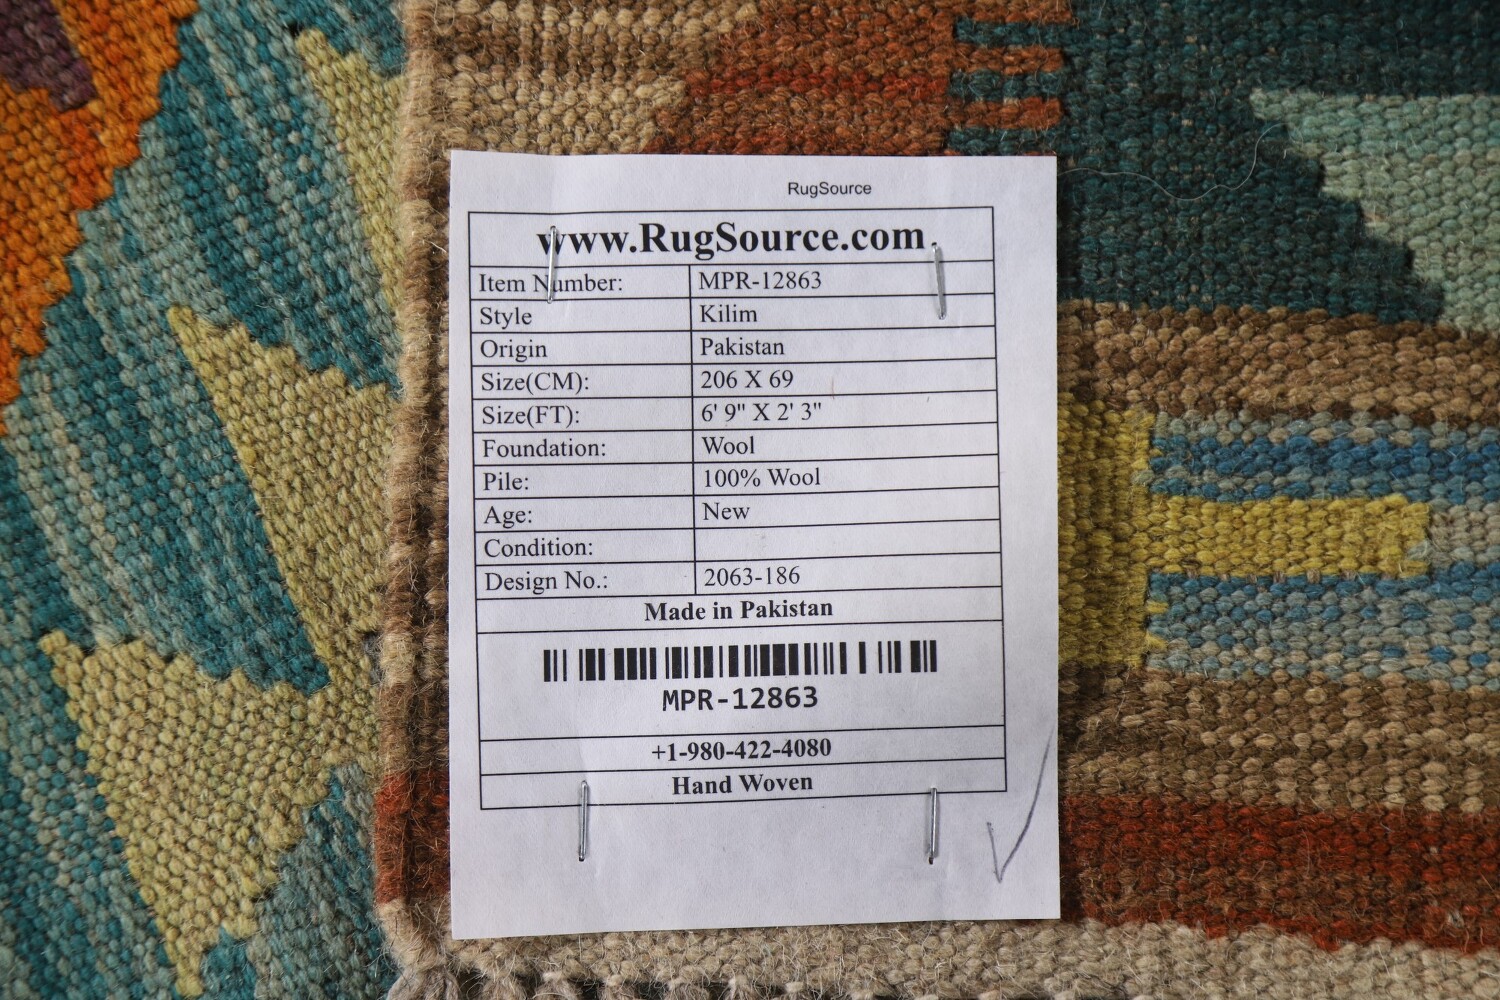 RugSource
www.RugSource.com
Item Number: MPR-12863
Style Kilim
Origin Pakistan
Size(CM): 206 X 69
Size(FT): 6' 9" X 2' 3"
Foundation: Wool
Pile: 100% Wool
Age: New
Condition:
Design No.: 2063-186
Made in Pakistan
MPR-12863
+1-980-422-4080
Hand Woven